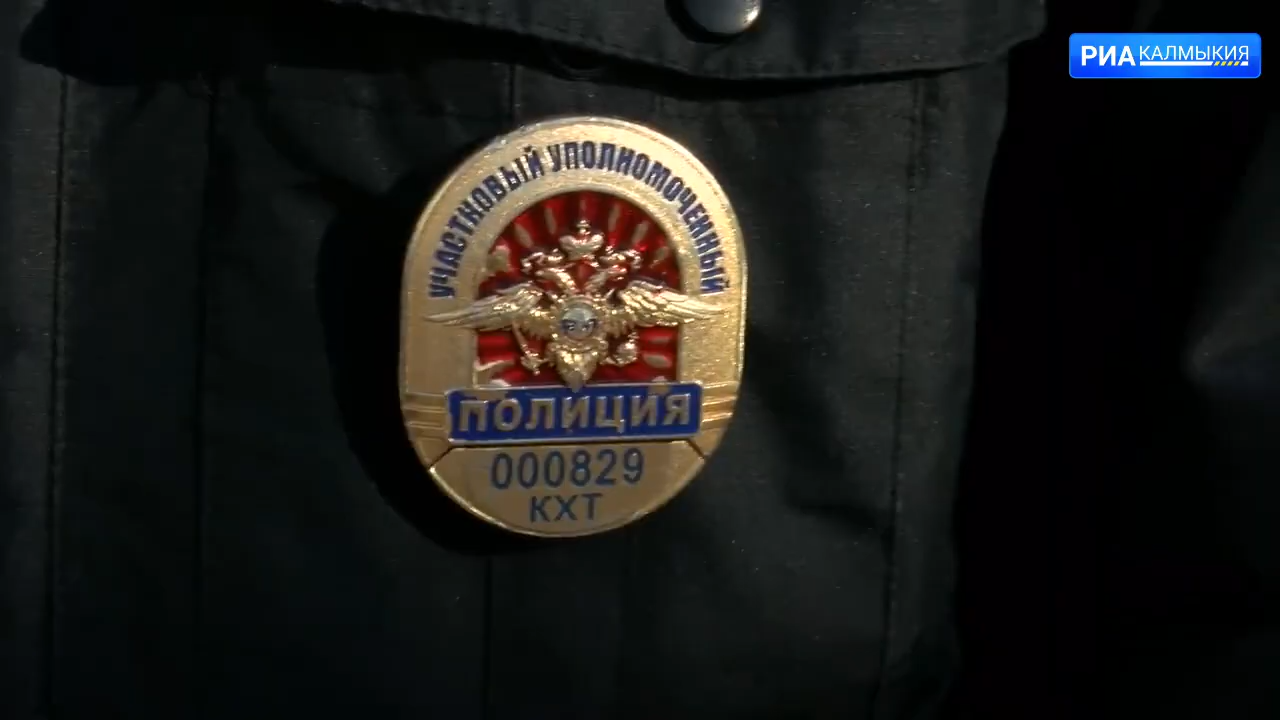 РИА КАЛМЫКИЯ
УЧАСТКОВЫЙ УПОЛНОМОЧЕННЫЙ
ПОЛИЦИЯ
000829
КХТ